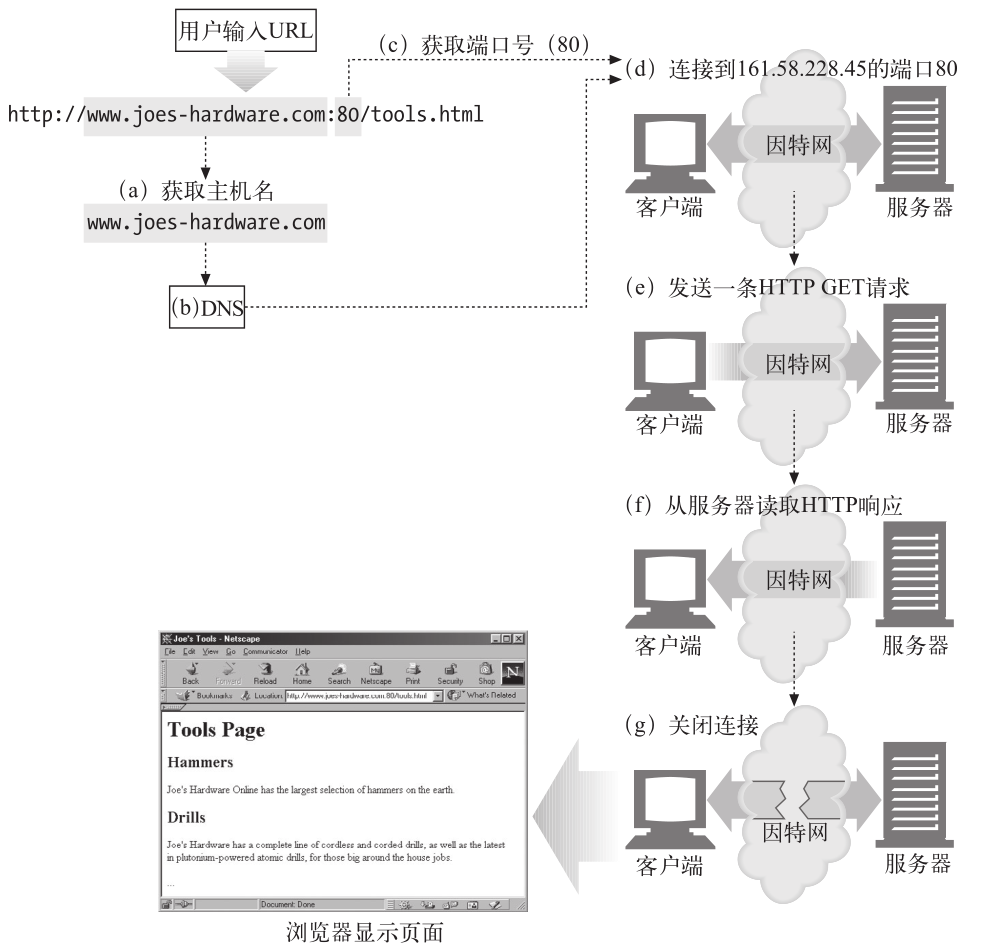 用户输入URL
(c) 获取端口号（80）
http://www.joes-hardware.com:80/tools.html
(a) 获取主机名
www.joes-hardware.com
(b) DNS
(d) 连接到161.58.228.45的端口80
因特网
客户端
服务器
(e) 发送一条HTTP GET请求
因特网
客户端
服务器
(f) 从服务器读取HTTP响应
因特网
客户端
服务器
(g) 关闭连接
因特网
客户端
服务器
Joe's Tools - Netscape
File Edit View Go Communicator Help
Back Forward Reload Home Search Netscape Print Security Shop N
Bookmarks Location: http://www.joes-hardware.com:80/tools.html What's Related
Tools Page
Hammers
Joe's Hardware Online has the largest selection of hammers on the earth.
Drills
Joe's Hardware has a complete line of cordless and corded drills, as well as the latest
in plutonium-powered atomic drills, for those big around the house jobs.
...
Document: Done
浏览器显示页面